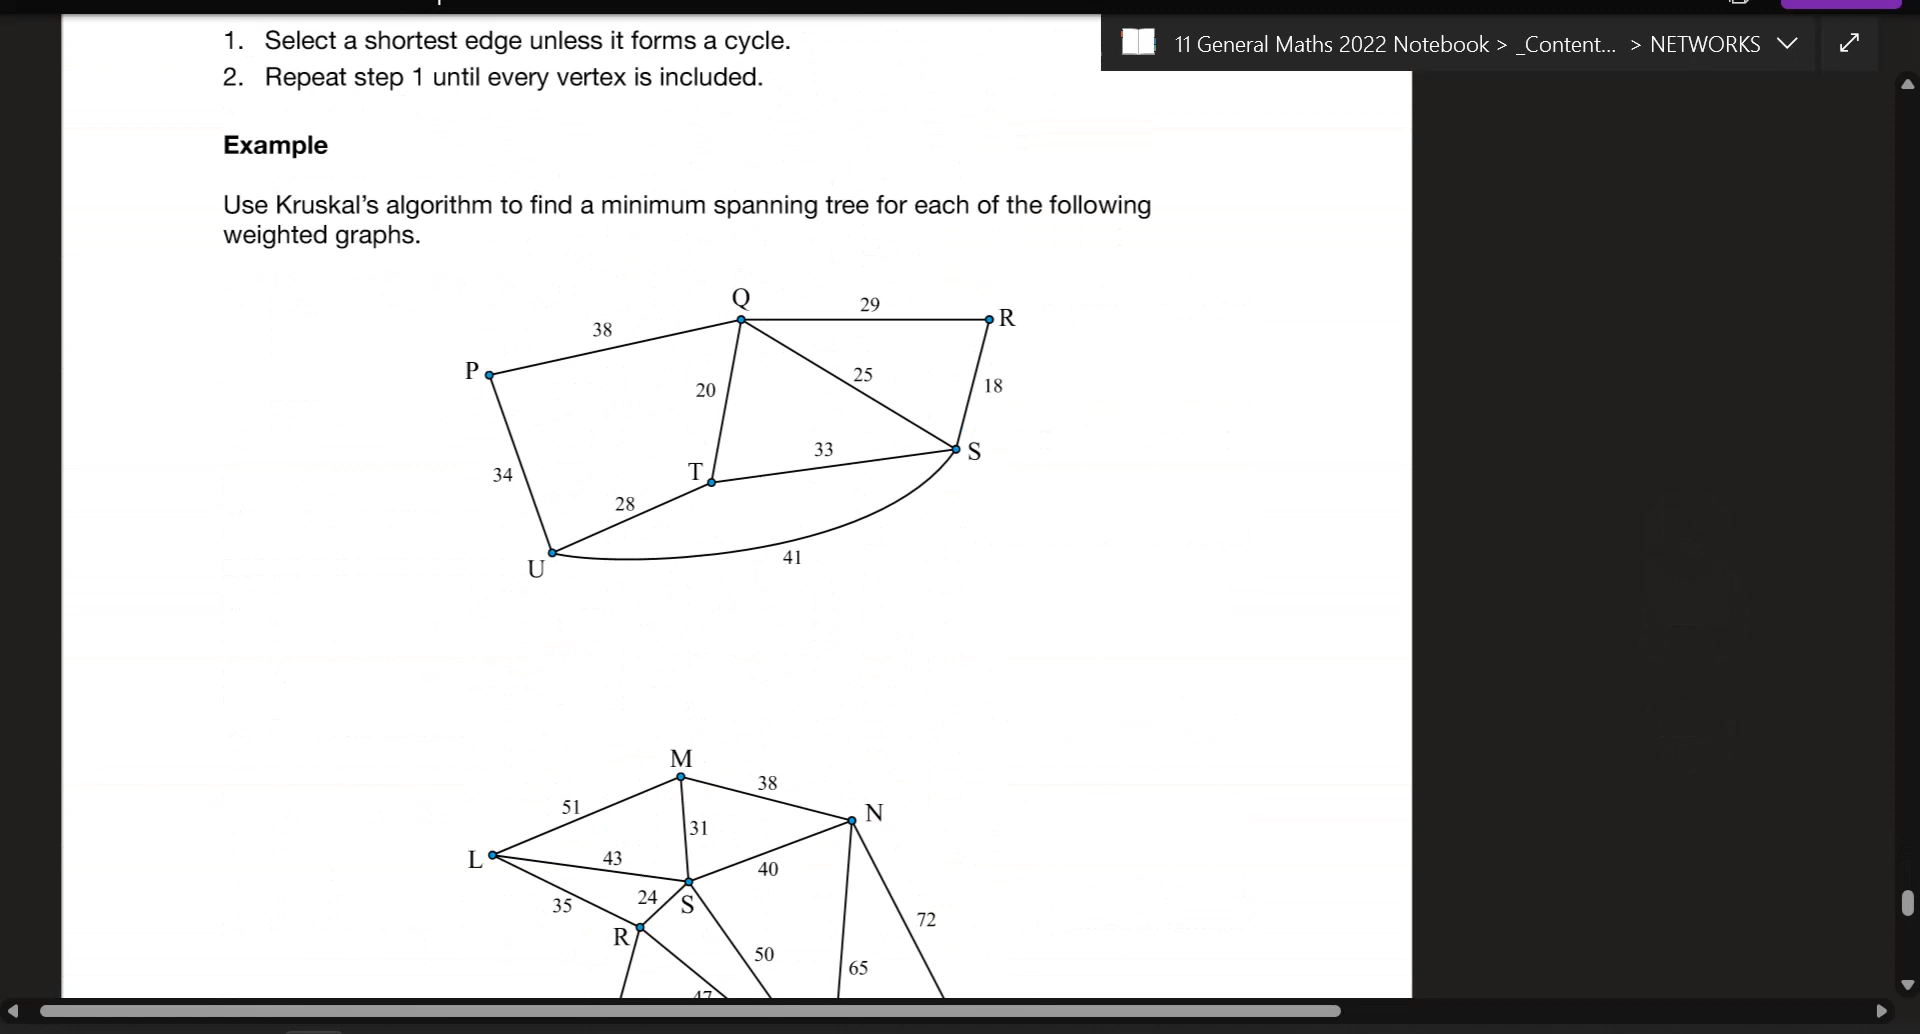 11 General Maths 2022 Notebook > _Content... > NETWORKS
1. Select a shortest edge unless it forms a cycle.
2. Repeat step 1 until every vertex is included.
Example
Use Kruskal’s algorithm to find a minimum spanning tree for each of the following
weighted graphs.
Q
29
R
38
P
25
20
18
33
S
T
34
28
41
U
M
38
51
N
31
L
43
40
24
S
35
72
R
50
65